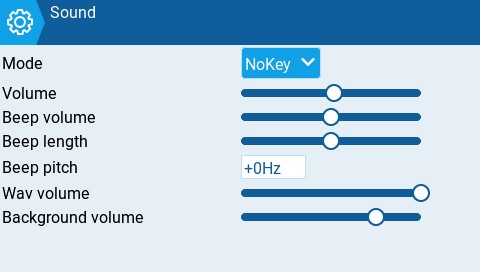 Sound
Mode NoKey
Volume
Beep volume
Beep length
Beep pitch +0Hz
Wav volume
Background volume